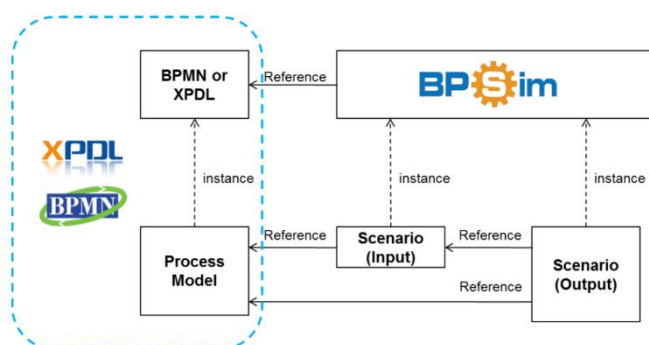 BPMN or
XPDL
Reference
BPSim
XPDL
BPMN
instance
instance
instance
Process
Model
Reference
Scenario
(Input)
Reference
Scenario
(Output)
Reference